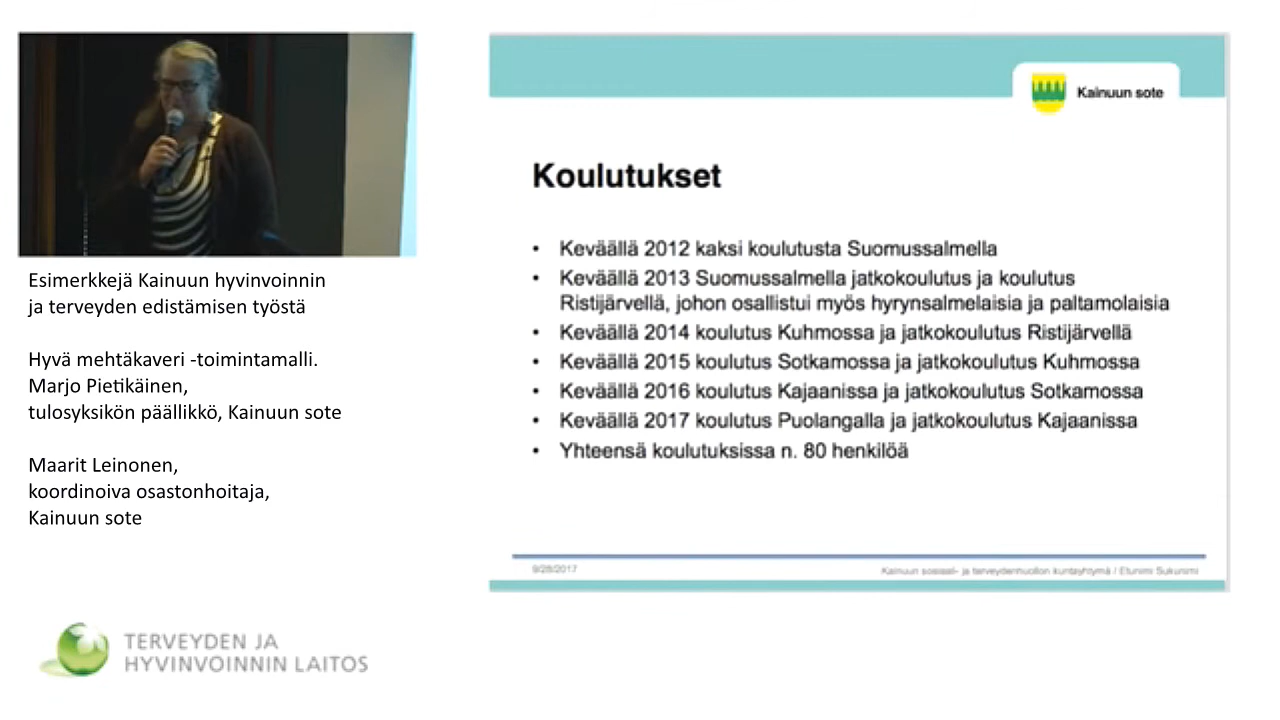 Esimerkkejä Kainuun hyvinvoinnin
ja terveyden edistämisen työstä
Hyvä mehtäkaveri -toimintamalli.
Marjo Pietikäinen,
tulosyksikön päällikkö, Kainuun sote
Maarit Leinonen,
koordinoiva osastonhoitaja,
Kainuun sote
TERVEYDEN JA
HYVINVOINNIN LAITOS
Kainuun sote
Koulutukset
• Keväällä 2012 kaksi koulutusta Suomussalmella
• Keväällä 2013 Suomussalmella jatkokoulutus ja koulutus
Ristijärvellä, johon osallistui myös hyrynsalmelaisia ja paltamolaisia
• Keväällä 2014 koulutus Kuhmossa ja jatkokoulutus Ristijärvellä
• Keväällä 2015 koulutus Sotkamossa ja jatkokoulutus Kuhmossa
• Keväällä 2016 koulutus Kajaanissa ja jatkokoulutus Sotkamossa
• Keväällä 2017 koulutus Puolangalla ja jatkokoulutus Kajaanissa
• Yhteensä koulutuksissa n. 80 henkilöä
9/28/2017
Kainuun sosiaali- ja terveydenhuollon kuntayhtymä / Etunimi Sukunimi